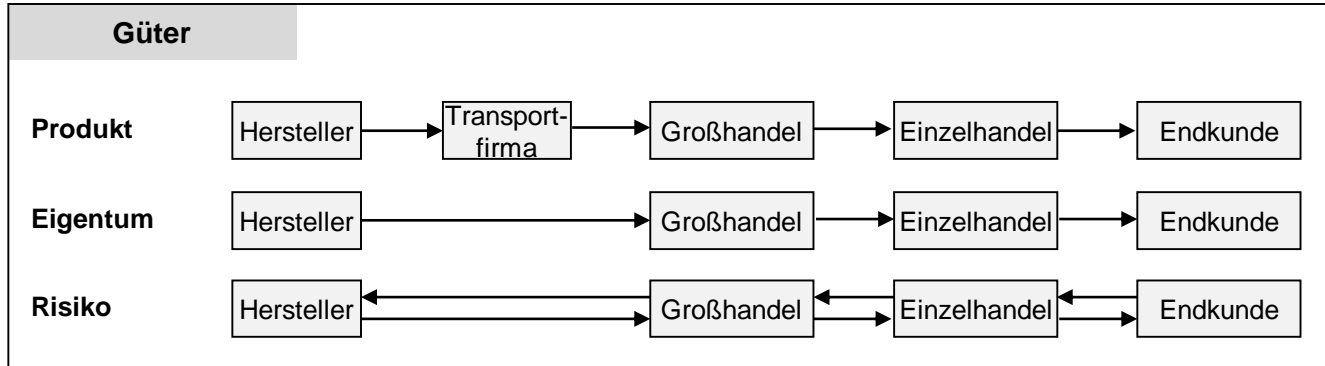 Güter
Produkt Hersteller Transport-
firma Großhandel Einzelhandel Endkunde
Eigentum Hersteller Großhandel Einzelhandel Endkunde
Risiko Hersteller Großhandel Einzelhandel Endkunde